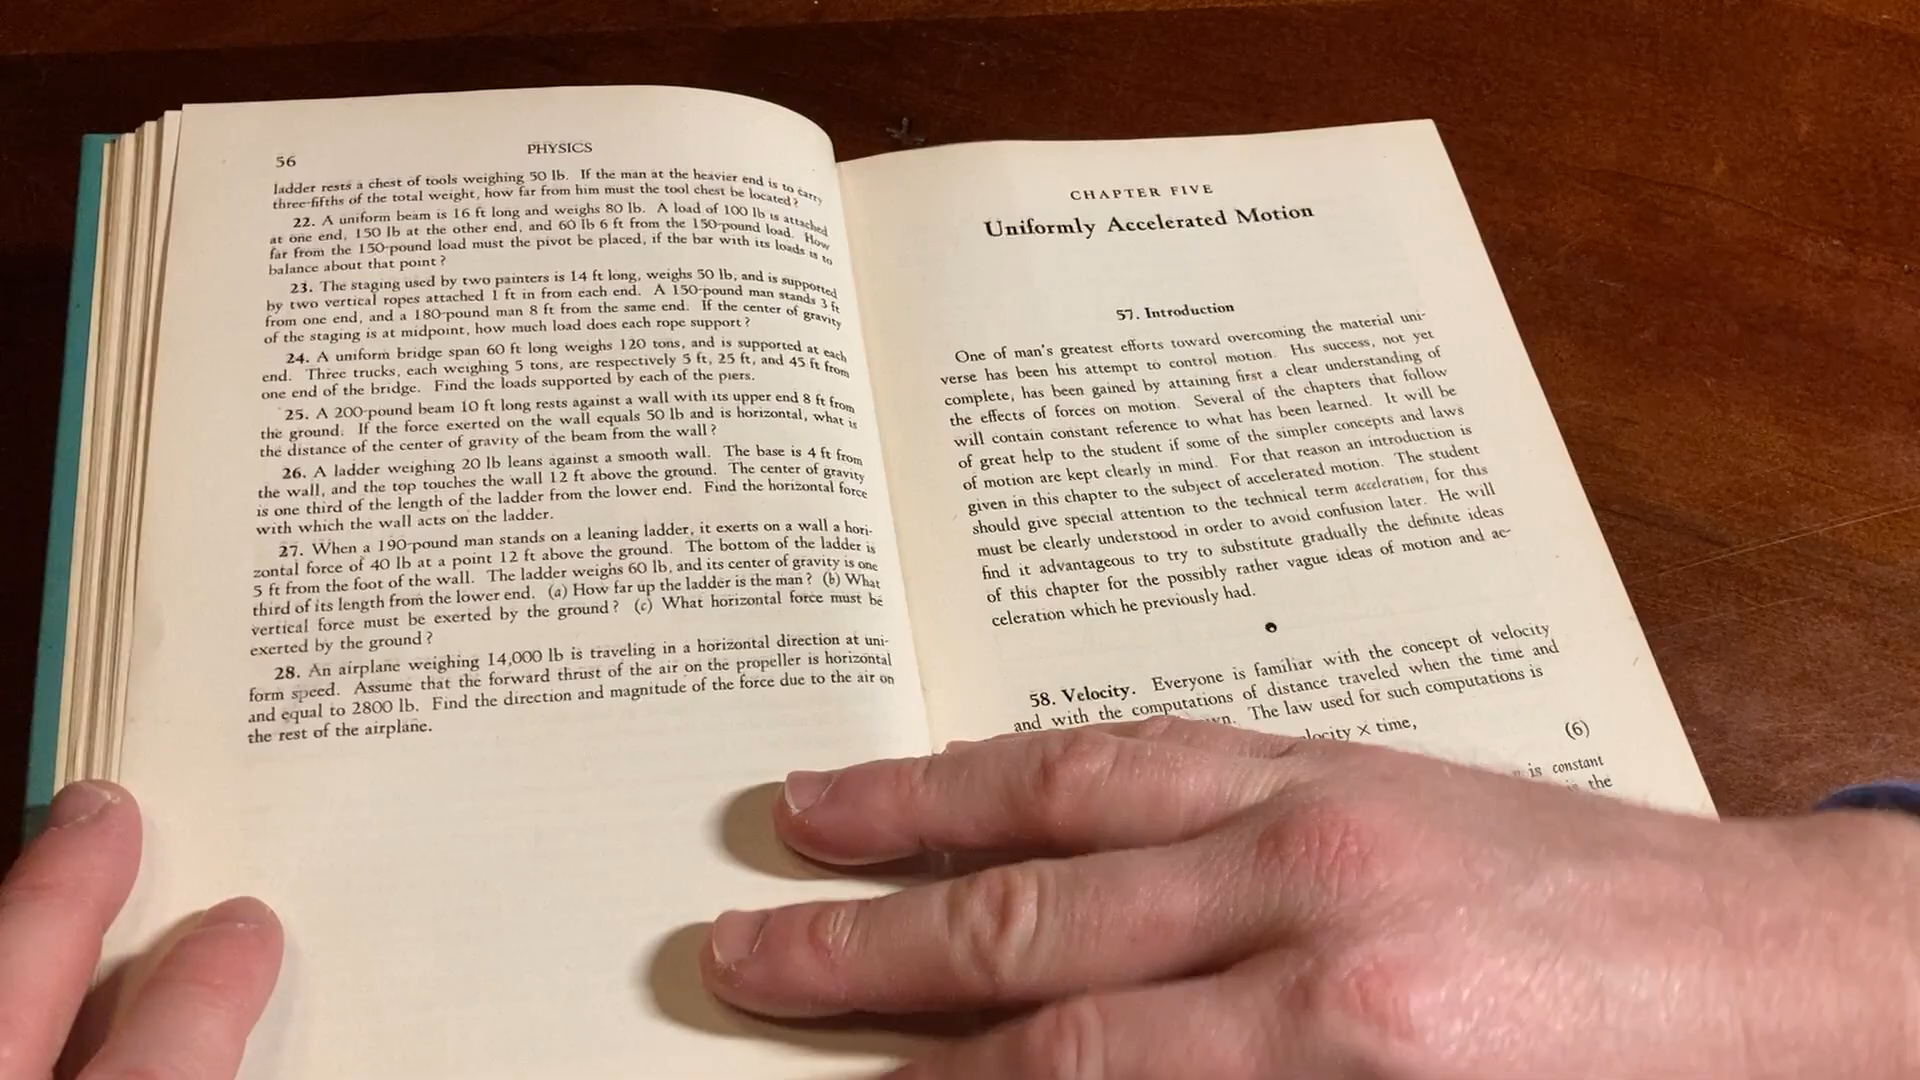 56
PHYSICS
ladder rests a chest of tools weighing 50 lb. If the man at the heavier end is to carry
three-fifths of the total weight, how far from him must the tool chest be located?
22. A uniform beam is 16 ft long and weighs 80 lb. A load of 100 lb is attached
at one end, 150 lb at the other end, and 60 lb 6 ft from the 150-pound load. How
far from the 150-pound load must the pivot be placed, if the bar with its loads is to
balance about that point?
23. The staging used by two painters is 14 ft long, weighs 50 lb, and is supported
by two vertical ropes attached 1 ft in from each end. A 150-pound man stands 3 ft
from one end, and a 180-pound man 8 ft from the same end. If the center of gravity
of the staging is at midpoint, how much load does each rope support?
24. A uniform bridge span 60 ft long weighs 120 tons, and is supported at each
end. Three trucks, each weighing 5 tons, are respectively 5 ft, 25 ft, and 45 ft from
one end of the bridge. Find the loads supported by each of the piers.
25. A 200-pound beam 10 ft long rests against a wall with its upper end 8 ft from
the ground. If the force exerted on the wall equals 50 lb and is horizontal, what is
the distance of the center of gravity of the beam from the wall?
26. A ladder weighing 20 lb leans against a smooth wall. The base is 4 ft from
the wall, and the top touches the wall 12 ft above the ground. The center of gravity
is one third of the length of the ladder from the lower end. Find the horizontal force
with which the wall acts on the ladder.
27. When a 190-pound man stands on a leaning ladder, it exerts on a wall a hori-
zontal force of 40 lb at a point 12 ft above the ground. The bottom of the ladder is
5 ft from the foot of the wall. The ladder weighs 60 lb, and its center of gravity is one
third of its length from the lower end. (a) How far up the ladder is the man? (b) What
vertical force must be exerted by the ground? (c) What horizontal force must be
exerted by the ground?
28. An airplane weighing 14,000 lb is traveling in a horizontal direction at uni-
form speed. Assume that the forward thrust of the air on the propeller is horizontal
and equal to 2800 lb. Find the direction and magnitude of the force due to the air on
the rest of the airplane.
CHAPTER FIVE
Uniformly Accelerated Motion
57. Introduction
One of man's greatest efforts toward overcoming the material uni-
verse has been his attempt to control motion. His success, not yet
complete, has been gained by attaining first a clear understanding of
the effects of forces on motion. Several of the chapters that follow
will contain constant reference to what has been learned. It will be
of great help to the student if some of the simpler concepts and laws
of motion are kept clearly in mind. For that reason an introduction is
given in this chapter to the subject of accelerated motion. The student
should give special attention to the technical term acceleration, for this
must be clearly understood in order to avoid confusion later. He will
find it advantageous to try to substitute gradually the definite ideas
of this chapter for the possibly rather vague ideas of motion and ac-
celeration which he previously had.
58. Velocity. Everyone is familiar with the concept of velocity
and with the computations of distance traveled when the time and
The law used for such computations is
× time, (6)
is constant
the